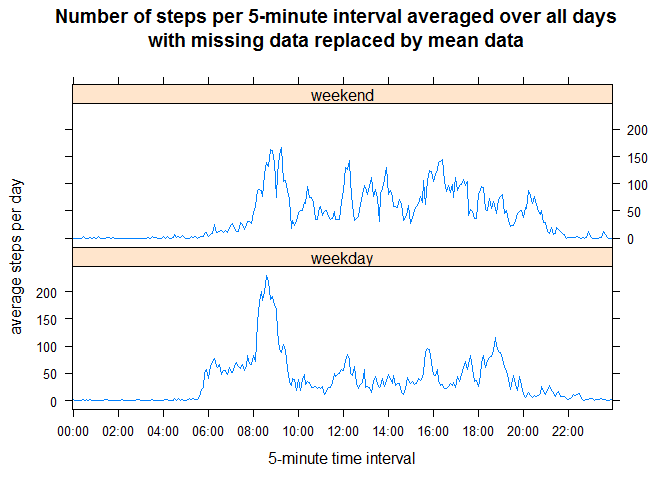 Number of steps per 5-minute interval averaged over all days
with missing data replaced by mean data
weekend
200
150
100
50
0
average steps per day
weekday
200
150
100
50
0
00:00 02:00 04:00 06:00 08:00 10:00 12:00 14:00 16:00 18:00 20:00 22:00
5-minute time interval